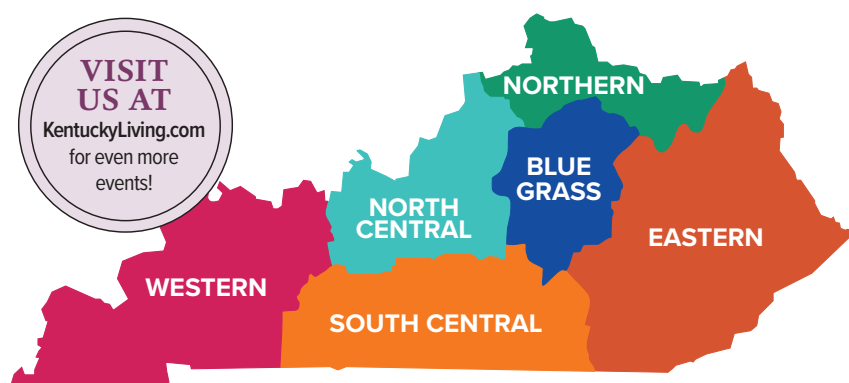 VISIT
US AT
KentuckyLiving.com
for even more
events!
NORTHERN
BLUE
GRASS
NORTH
CENTRAL
EASTERN
WESTERN
SOUTH CENTRAL